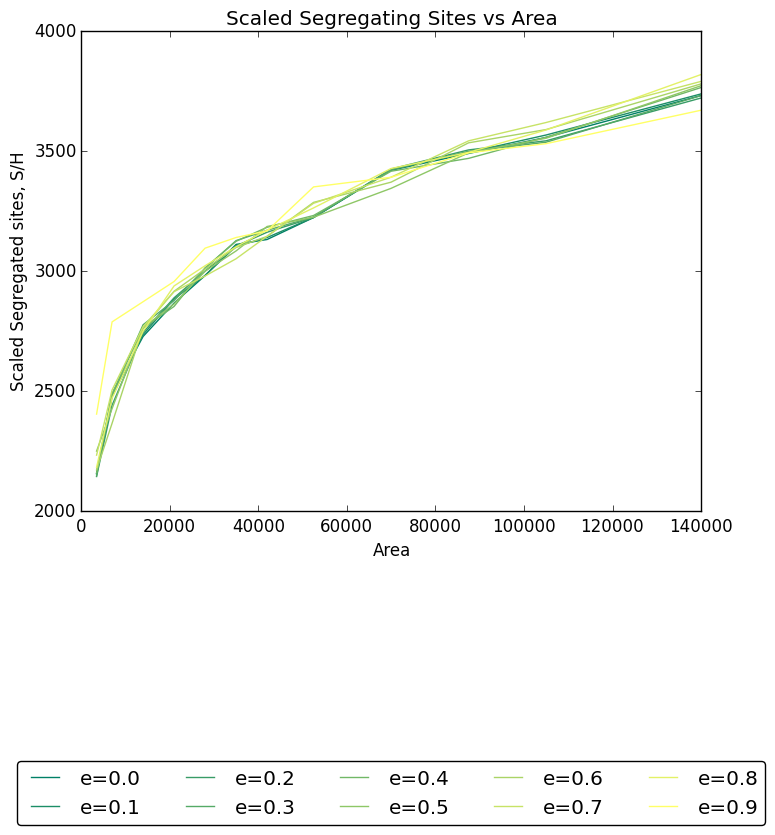 Scaled Segregating Sites vs Area
4000
3500
3000
2500
2000
Scaled Segregated sites, S/H
0 20000 40000 60000 80000 100000 120000 140000
Area
e=0.0 e=0.2 e=0.4 e=0.6 e=0.8
e=0.1 e=0.3 e=0.5 e=0.7 e=0.9